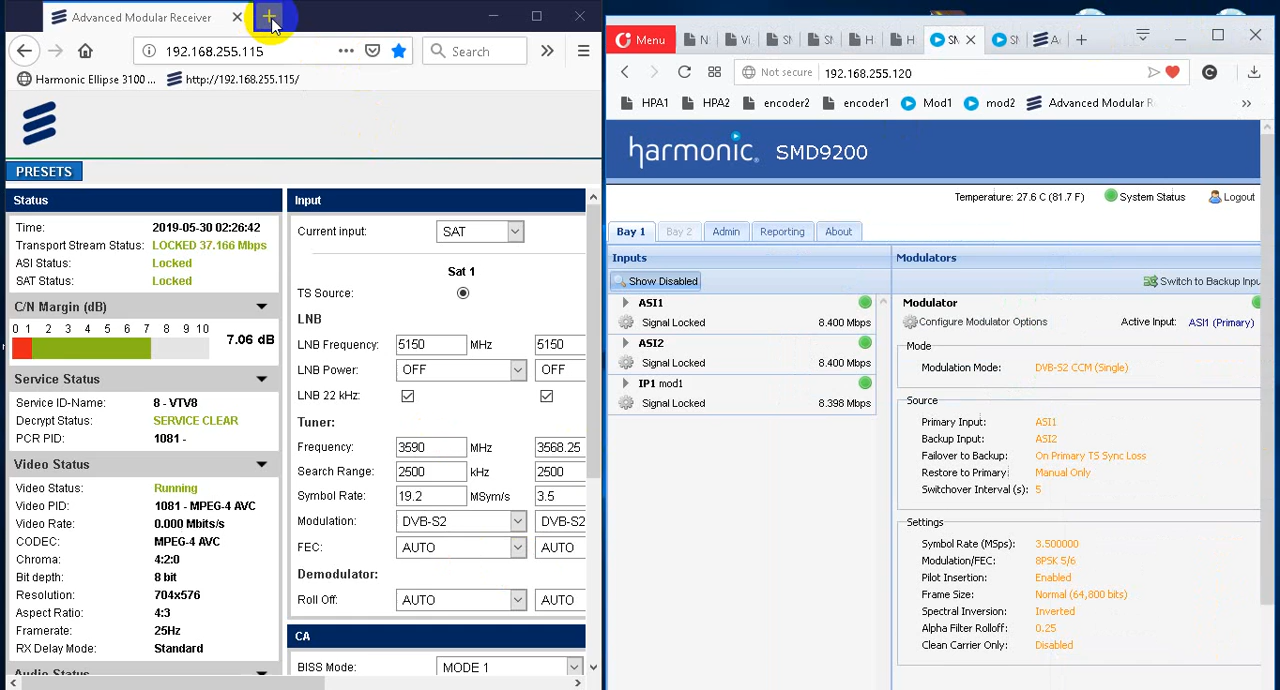 Advanced Modular Receiver
192.168.255.115
Search
Harmonic Ellipse 3100 ...
http://192.168.255.115/
PRESETS
Status
Time: 2019-05-30 02:26:42
Transport Stream Status: LOCKED 37.166 Mbps
ASI Status: Locked
SAT Status: Locked
C/N Margin (dB)
0 1 2 3 4 5 6 7 8 9 10
7.06 dB
Service Status
Service ID-Name: 8 - VTV8
Decrypt Status: SERVICE CLEAR
PCR PID: 1081 -
Video Status
Video Status: Running
Video PID: 1081 - MPEG-4 AVC
Video Rate: 0.000 Mbits/s
CODEC: MPEG-4 AVC
Chroma: 4:2:0
Bit depth: 8 bit
Resolution: 704x576
Aspect Ratio: 4:3
Framerate: 25Hz
RX Delay Mode: Standard
Audio Status
Input
Current input: SAT
Sat 1
TS Source:
LNB
LNB Frequency: 5150 MHz 5150
LNB Power: OFF OFF
LNB 22 kHz:
Tuner:
Frequency: 3590 MHz 3568.25
Search Range: 2500 kHz 2500
Symbol Rate: 19.2 MSym/s 3.5
Modulation: DVB-S2 DVB-S2
FEC: AUTO AUTO
Demodulator:
Roll Off: AUTO AUTO
CA
BISS Mode: MODE 1
Menu
N
Vi
SM
SM
H
H
SM
SM
A
Not secure 192.168.255.120
HPA1 HPA2 encoder2 encoder1 Mod1 mod2 Advanced Modular R
harmonic SMD9200
Temperature: 27.6 C (81.7 F) System Status Logout
Bay 1 Bay 2 Admin Reporting About
Inputs
Show Disabled
ASI1
Signal Locked 8.400 Mbps
ASI2
Signal Locked 8.400 Mbps
IP1 mod1
Signal Locked 8.398 Mbps
Modulators
Switch to Backup Inpu
Modulator
Configure Modulator Options Active Input: ASI1 (Primary)
Mode
Modulation Mode: DVB-S2 CCM (Single)
Source
Primary Input: ASI1
Backup Input: ASI2
Failover to Backup: On Primary TS Sync Loss
Restore to Primary: Manual Only
Switchover Interval (s): 5
Settings
Symbol Rate (MSps): 3.500000
Modulation/FEC: 8PSK 5/6
Pilot Insertion: Enabled
Frame Size: Normal (64,800 bits)
Spectral Inversion: Inverted
Alpha Filter Rolloff: 0.25
Clean Carrier Only: Disabled